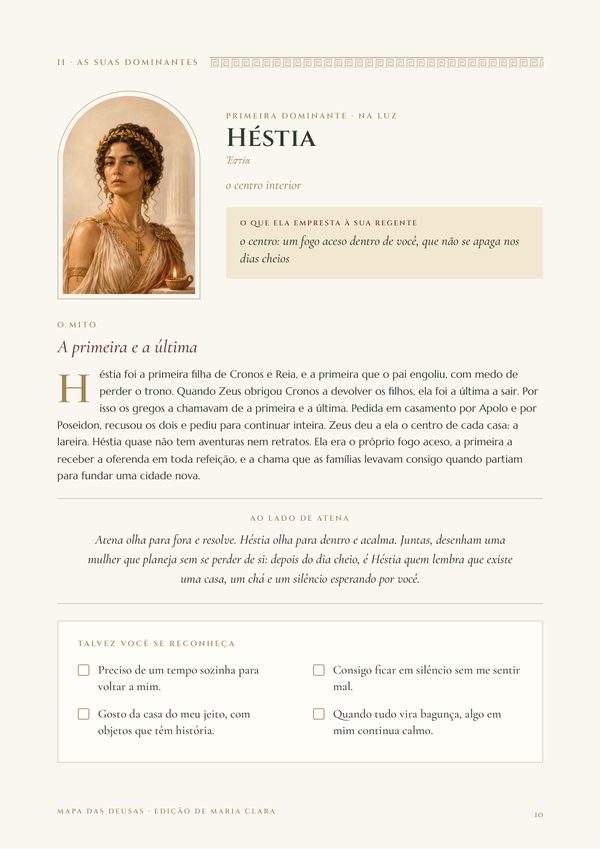 II · AS SUAS DOMINANTES
PRIMEIRA DOMINANTE · NA LUZ
HÉSTIA
Ἑστία
o centro interior
O QUE ELA EMPRESTA À SUA REGENTE
o centro: um fogo aceso dentro de você, que não se apaga nos
dias cheios
O MITO
A primeira e a última
Héstia foi a primeira filha de Cronos e Reia, e a primeira que o pai engoliu, com medo de
perder o trono. Quando Zeus obrigou Cronos a devolver os filhos, ela foi a última a sair. Por
isso os gregos a chamavam de a primeira e a última. Pedida em casamento por Apolo e por
Poseidon, recusou os dois e pediu para continuar inteira. Zeus deu a ela o centro de cada casa: a
lareira. Héstia quase não tem aventuras nem retratos. Ela era o próprio fogo aceso, a primeira a
receber a oferenda em toda refeição, e a chama que as famílias levavam consigo quando partiam
para fundar uma cidade nova.
AO LADO DE ATENA
Atena olha para fora e resolve. Héstia olha para dentro e acalma. Juntas, desenham uma
mulher que planeja sem se perder de si: depois do dia cheio, é Héstia quem lembra que existe
uma casa, um chá e um silêncio esperando por você.
TALVEZ VOCÊ SE RECONHEÇA
Preciso de um tempo sozinha para
voltar a mim.
Consigo ficar em silêncio sem me sentir
mal.
Gosto da casa do meu jeito, com
objetos que têm história.
Quando tudo vira bagunça, algo em
mim continua calmo.
MAPA DAS DEUSAS · EDIÇÃO DE MARIA CLARA
10